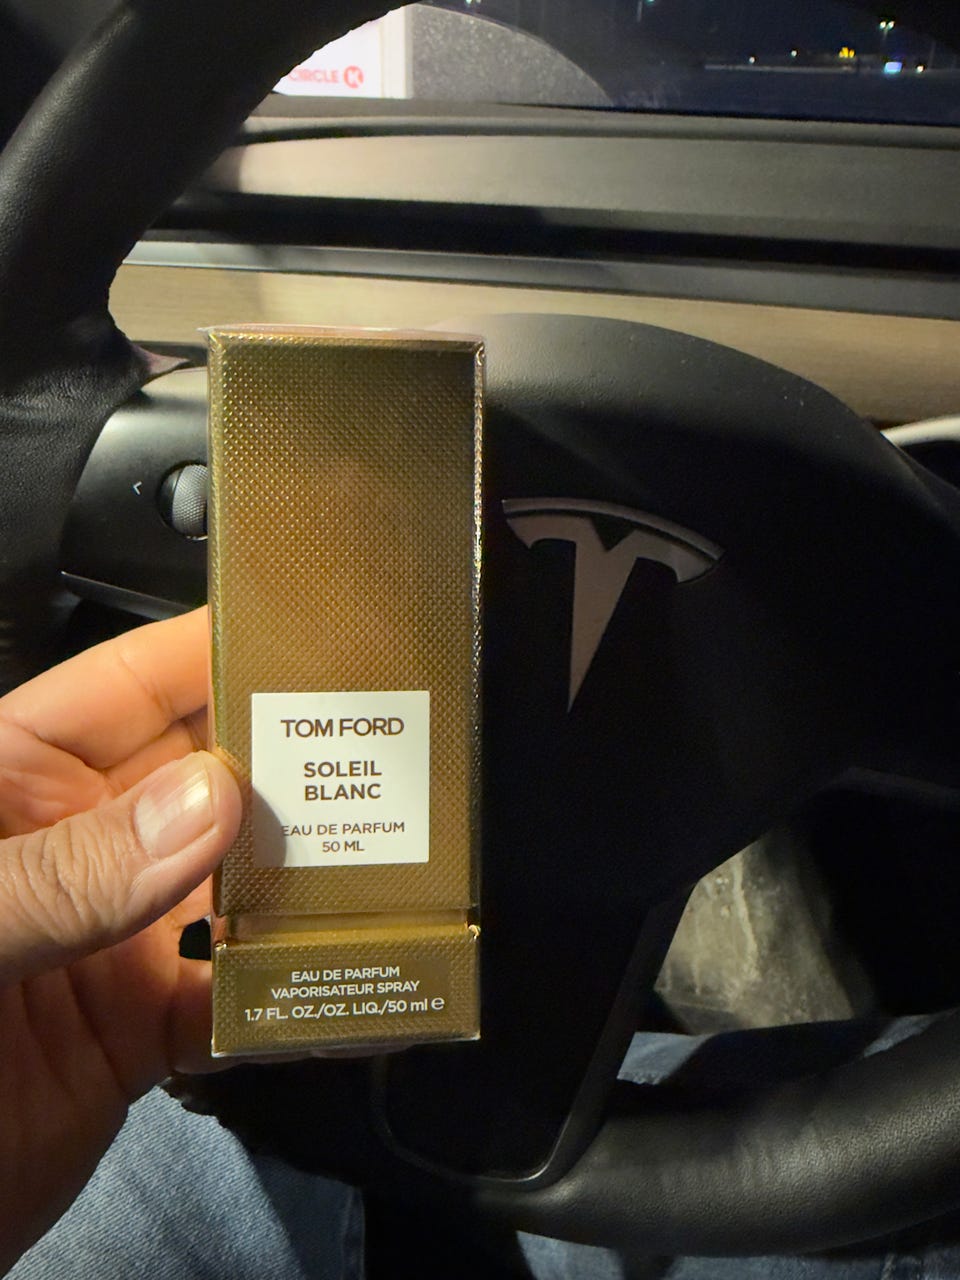 CIRCLE K
TOM FORD
SOLEIL
BLANC
EAU DE PARFUM
50 ML
EAU DE PARFUM
VAPORISATEUR SPRAY
1.7 FL. OZ./OZ. LIQ./50 ml ℮